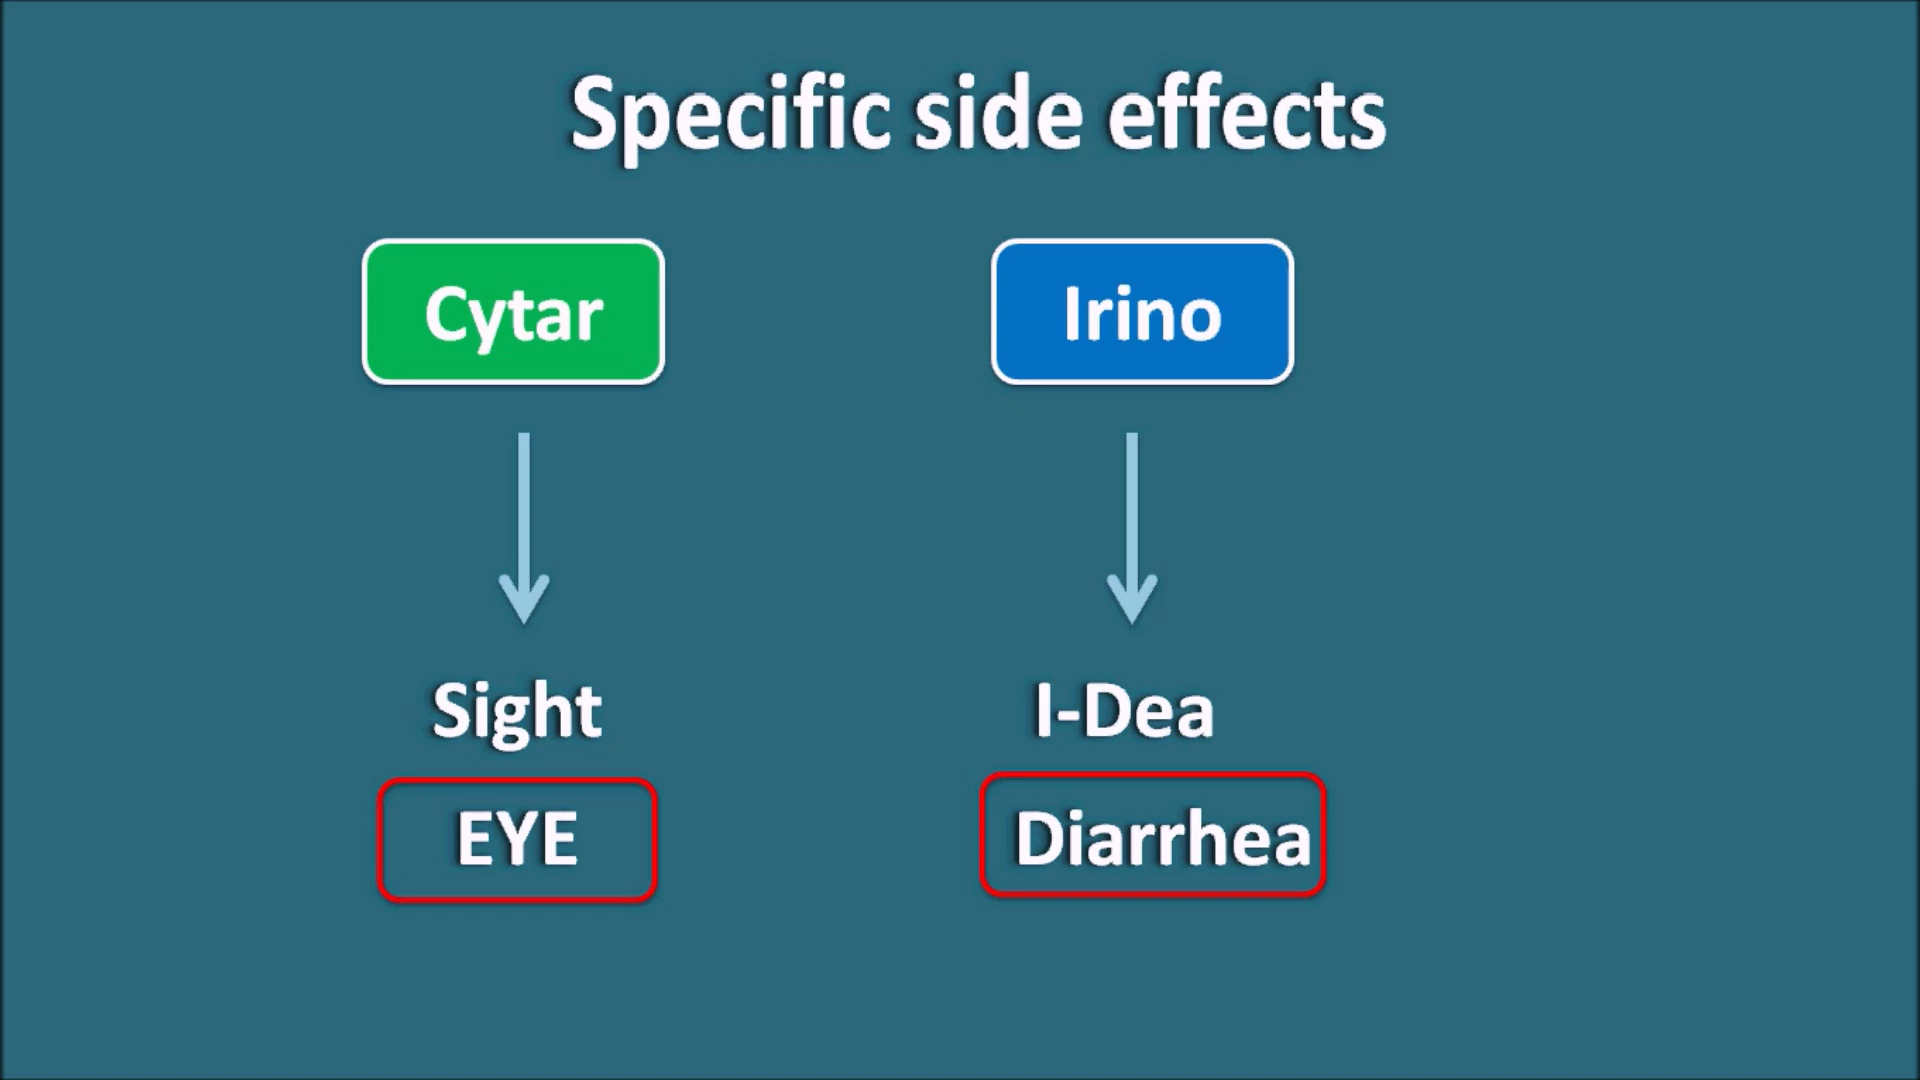 Specific side effects
Cytar
Irino
Sight
I-Dea
EYE
Diarrhea